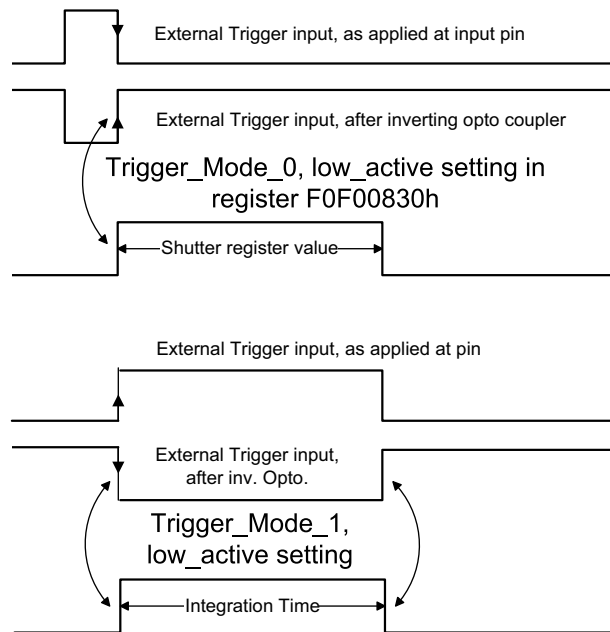 External Trigger input, as applied at input pin
External Trigger input, after inverting opto coupler
Trigger_Mode_0, low_active setting in
register F0F00830h
Shutter register value
External Trigger input, as applied at pin
External Trigger input,
after inv. Opto.
Trigger_Mode_1,
low_active setting
Integration Time